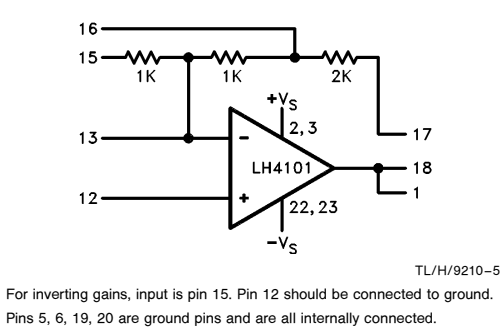 16
15
1K
1K
2K
+VS
13
2,3
17
LH4101
18
12
22,23
1
−VS
TL/H/9210–5
For inverting gains, input is pin 15. Pin 12 should be connected to ground.
Pins 5, 6, 19, 20 are ground pins and are all internally connected.